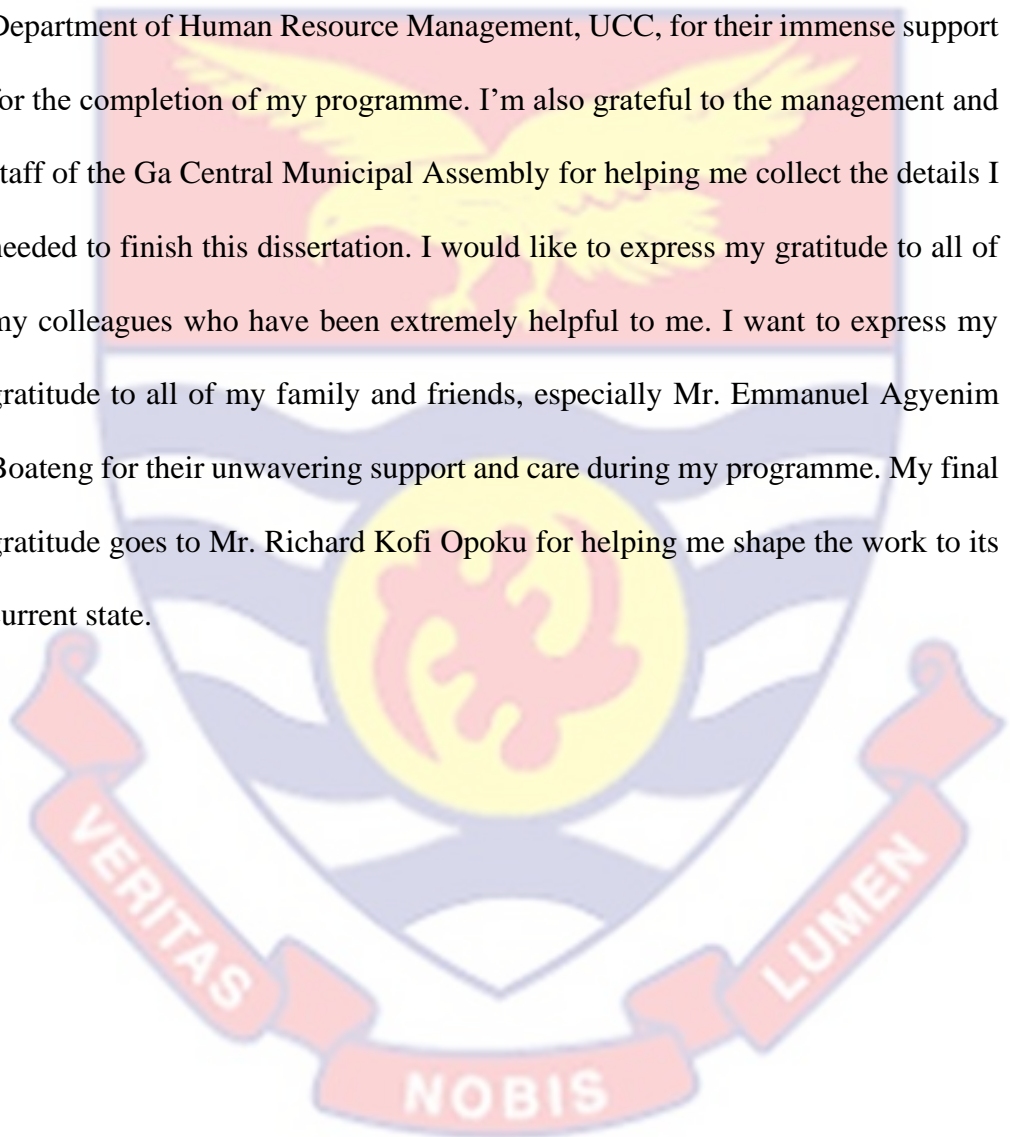 Department of Human Resource Management, UCC, for their immense support
for the completion of my programme. I'm also grateful to the management and
staff of the Ga Central Municipal Assembly for helping me collect the details I
needed to finish this dissertation. I would like to express my gratitude to all of
my colleagues who have been extremely helpful to me. I want to express my
gratitude to all of my family and friends, especially Mr. Emmanuel Agyenim
Boateng for their unwavering support and care during my programme. My final
gratitude goes to Mr. Richard Kofi Opoku for helping me shape the work to its
current state.
VERITAS
NOBIS
LUMEN